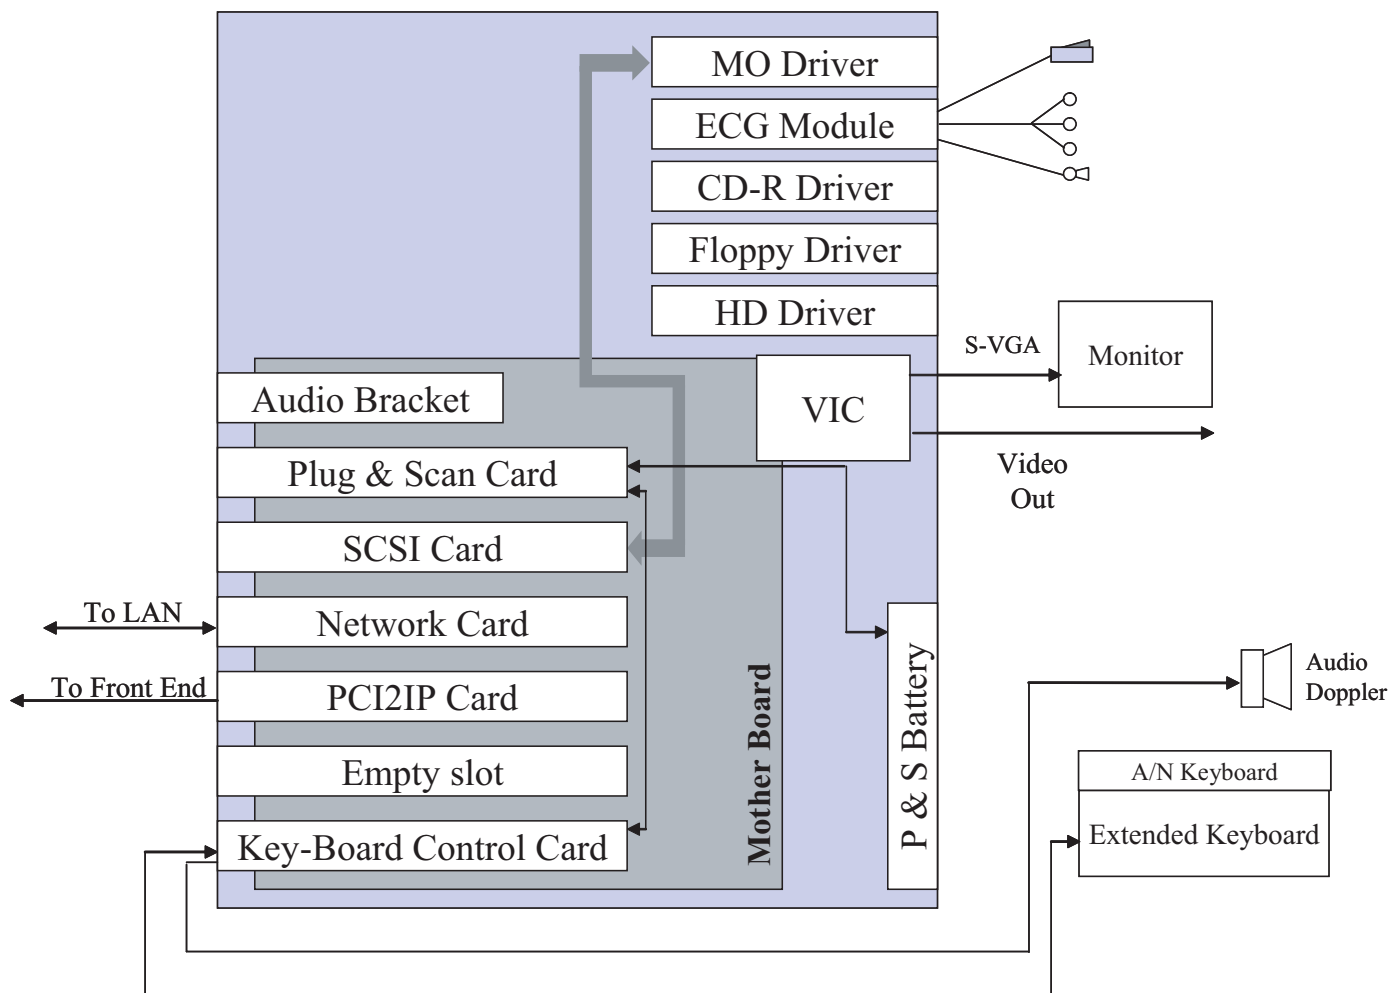 MO Driver
ECG Module
CD-R Driver
Floppy Driver
HD Driver
S-VGA
Monitor
VIC
Video
Out
Audio Bracket
Plug & Scan Card
SCSI Card
To LAN
Network Card
To Front End
PCI2IP Card
Empty slot
Key-Board Control Card
Mother Board
P & S Battery
Audio
Doppler
A/N Keyboard
Extended Keyboard